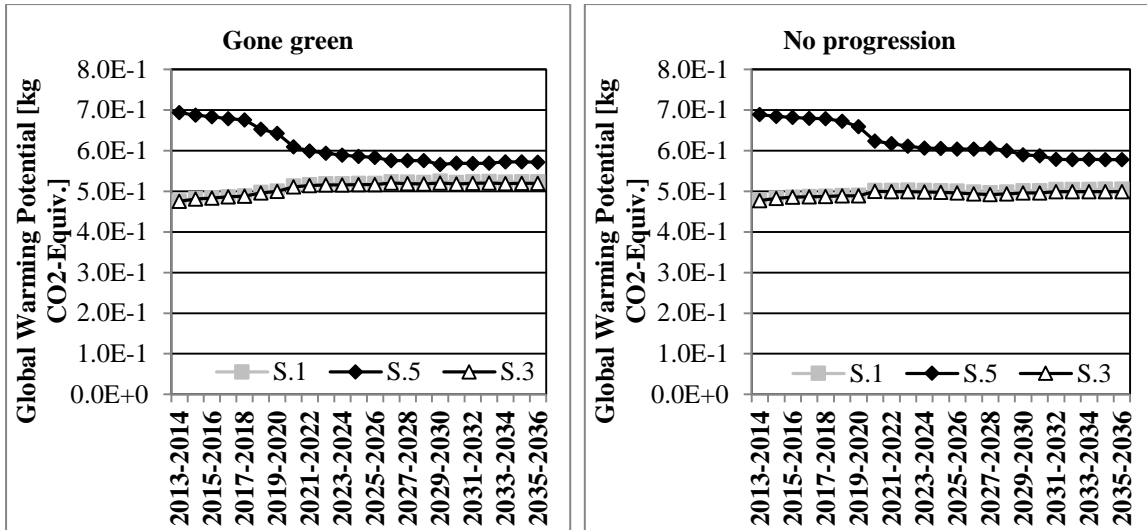 Gone green
Global Warming Potential [kg
CO2-Equiv.]
8.0E-1
7.0E-1
6.0E-1
5.0E-1
4.0E-1
3.0E-1
2.0E-1
1.0E-1
0.0E+0
S.1 S.5 S.3
2013-2014
2015-2016
2017-2018
2019-2020
2021-2022
2023-2024
2025-2026
2027-2028
2029-2030
2031-2032
2033-2034
2035-2036
No progression
Global Warming Potential [kg
CO2-Equiv.]
8.0E-1
7.0E-1
6.0E-1
5.0E-1
4.0E-1
3.0E-1
2.0E-1
1.0E-1
0.0E+0
S.1 S.5 S.3
2013-2014
2015-2016
2017-2018
2019-2020
2021-2022
2023-2024
2025-2026
2027-2028
2029-2030
2031-2032
2033-2034
2035-2036